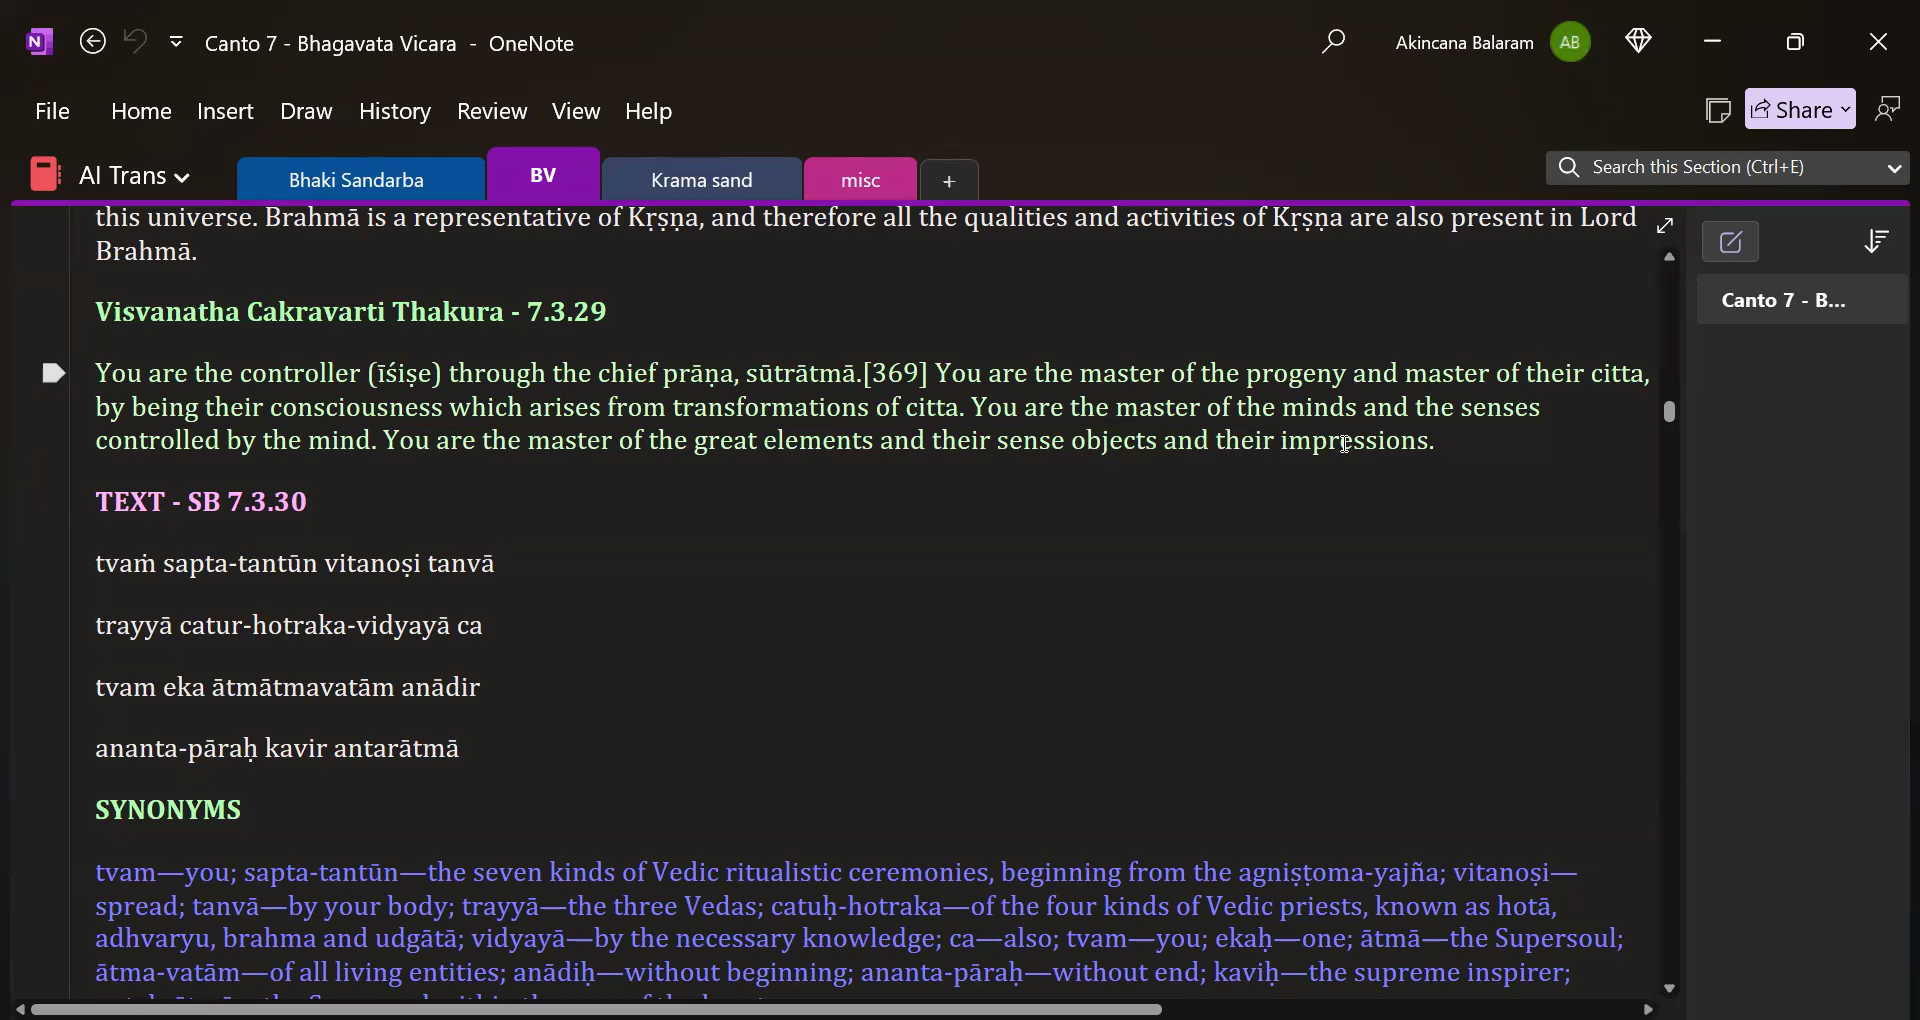 Canto 7 - Bhagavata Vicara - OneNote
Akincana Balaram
AB
File Home Insert Draw History Review View Help
Share
AI Trans
Bhaki Sandarba
BV
Krama sand
misc
+
Search this Section (Ctrl+E)
this universe. Brahmā is a representative of Kṛṣṇa, and therefore all the qualities and activities of Kṛṣṇa are also present in Lord
Brahmā.
Visvanatha Cakravarti Thakura - 7.3.29
You are the controller (īśiṣe) through the chief prāṇa, sūtrātmā.[369] You are the master of the progeny and master of their citta,
by being their consciousness which arises from transformations of citta. You are the master of the minds and the senses
controlled by the mind. You are the master of the great elements and their sense objects and their impressions.
TEXT - SB 7.3.30
tvaṁ sapta-tantūn vitanoṣi tanvā
trayyā catur-hotraka-vidyayā ca
tvam eka ātmātmavatām anādir
ananta-pāraḥ kavir antarātmā
SYNONYMS
tvam—you; sapta-tantūn—the seven kinds of Vedic ritualistic ceremonies, beginning from the agniṣṭoma-yajña; vitanoṣi—
spread; tanvā—by your body; trayyā—the three Vedas; catuḥ-hotraka—of the four kinds of Vedic priests, known as hotā,
adhvaryu, brahma and udgātā; vidyayā—by the necessary knowledge; ca—also; tvam—you; ekaḥ—one; ātmā—the Supersoul;
ātma-vatām—of all living entities; anādiḥ—without beginning; ananta-pāraḥ—without end; kaviḥ—the supreme inspirer;
Canto 7 - B...